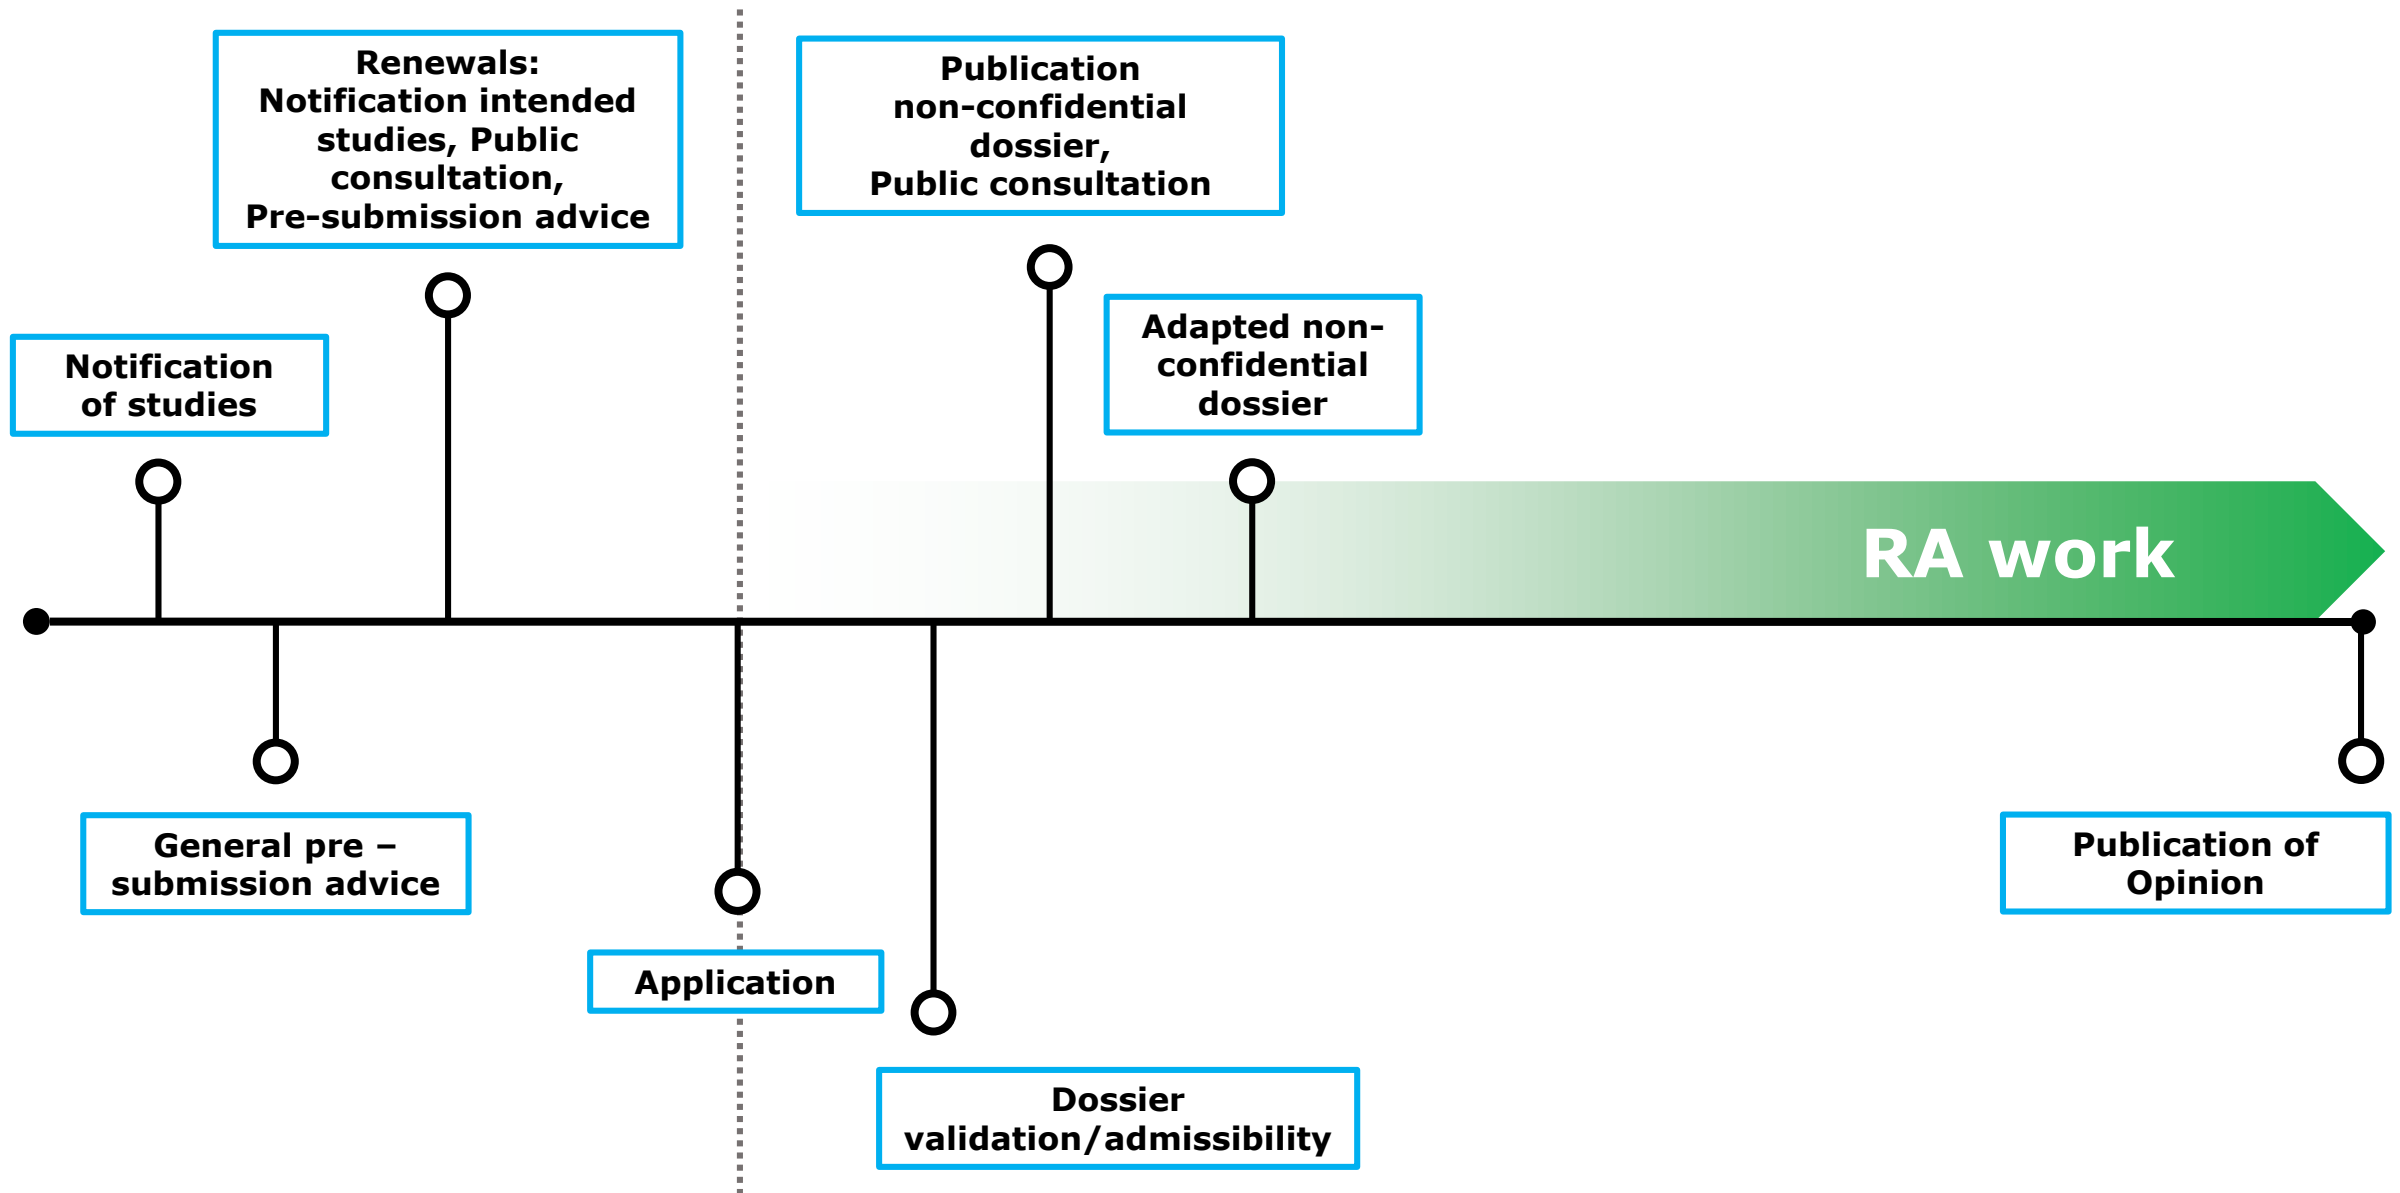 Renewals:
Notification intended
studies, Public
consultation,
Pre-submission advice
Publication
non-confidential
dossier,
Public consultation
Notification
of studies
Adapted non-
confidential
dossier
RA work
General pre –
submission advice
Application
Dossier
validation/admissibility
Publication of
Opinion